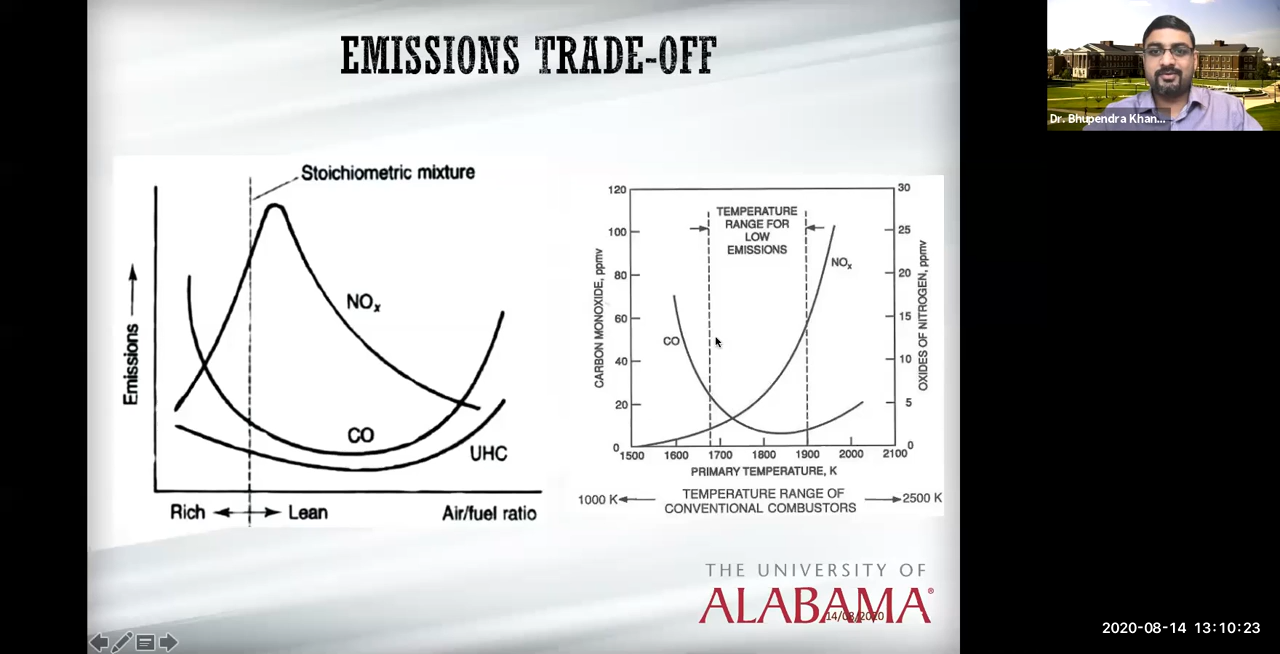 EMISSIONS TRADE-OFF
Dr. Bhupendra Khan...
Stoichiometric mixture
Emissions
NOx
CO
UHC
Rich
Lean
Air/fuel ratio
120
100
80
60
40
20
0
CARBON MONOXIDE, ppmv
TEMPERATURE
RANGE FOR
LOW
EMISSIONS
NOx
CO
30
25
20
15
10
5
0
OXIDES OF NITROGEN, ppmv
1500 1600 1700 1800 1900 2000 2100
PRIMARY TEMPERATURE, K
1000 K
TEMPERATURE RANGE OF
CONVENTIONAL COMBUSTORS
2500 K
THE UNIVERSITY OF
ALABAMA®
14/08/2020
2020-08-14 13:10:23